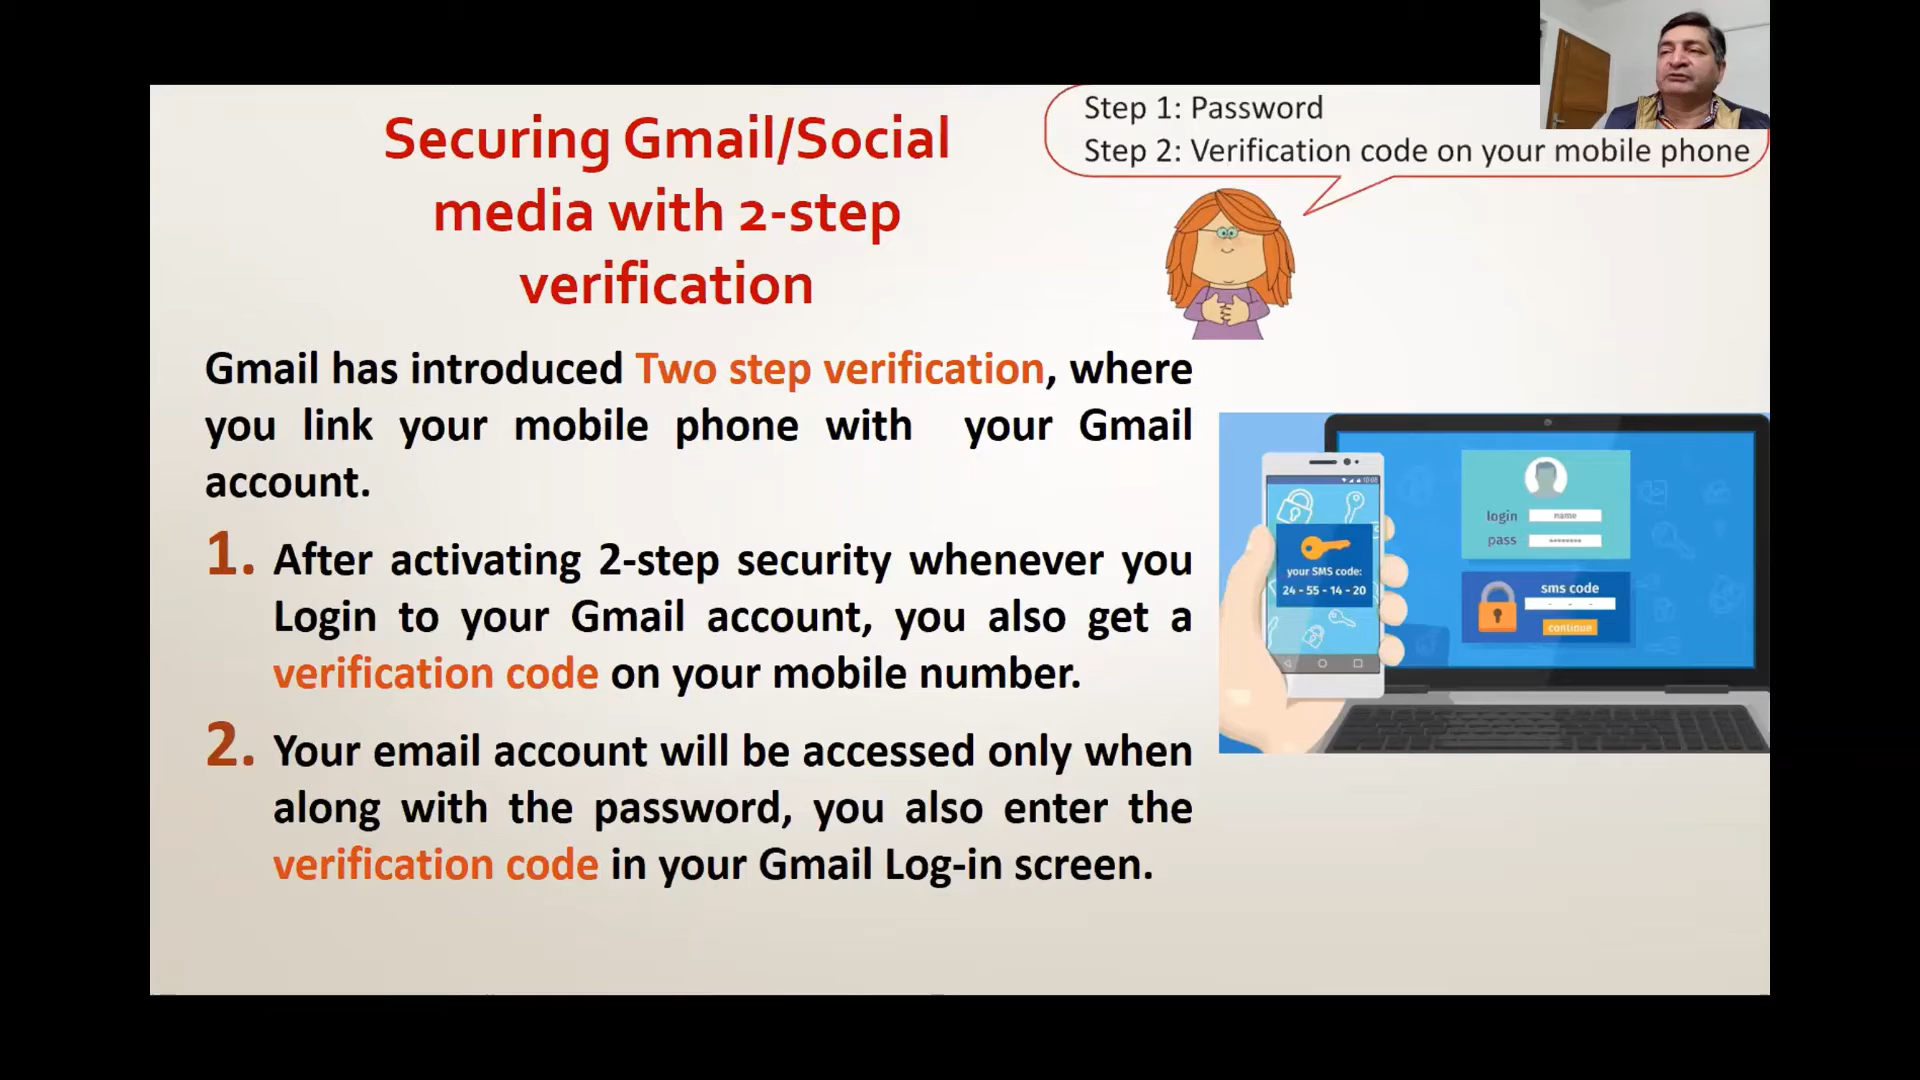 Securing Gmail/Social
media with 2-step
verification
Step 1: Password
Step 2: Verification code on your mobile phone
Gmail has introduced Two step verification, where
you link your mobile phone with your Gmail
account.
1. After activating 2-step security whenever you
Login to your Gmail account, you also get a
verification code on your mobile number.
2. Your email account will be accessed only when
along with the password, you also enter the
verification code in your Gmail Log-in screen.
10:08
your SMS code:
24 - 55 - 14 - 20
login name
pass ********
sms code
- - - -
continue